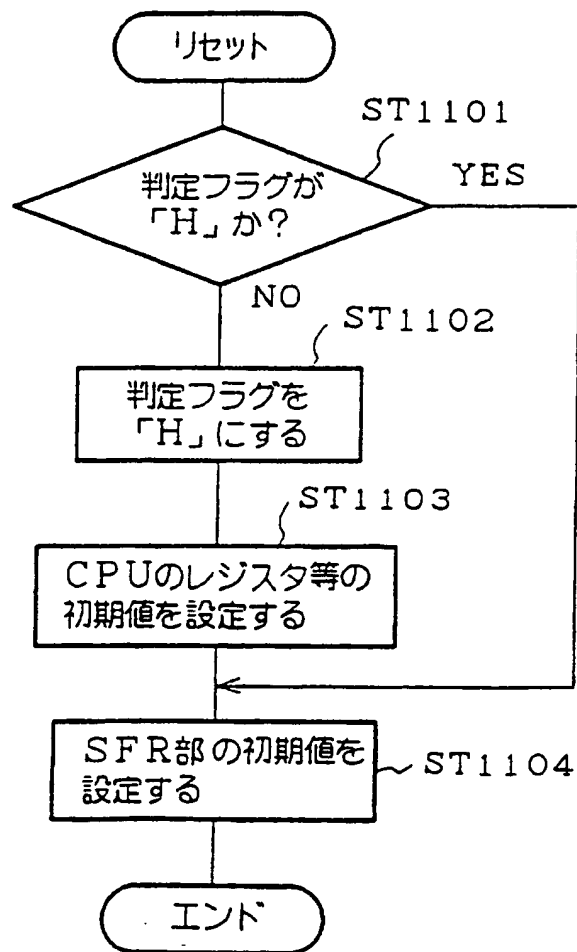 リセット
ST1101
判定フラグが
「H」か?
YES
NO
ST1102
判定フラグを
「H」にする
ST1103
CPUのレジスタ等の
初期値を設定する
SFR部の初期値を
設定する
ST1104
エンド